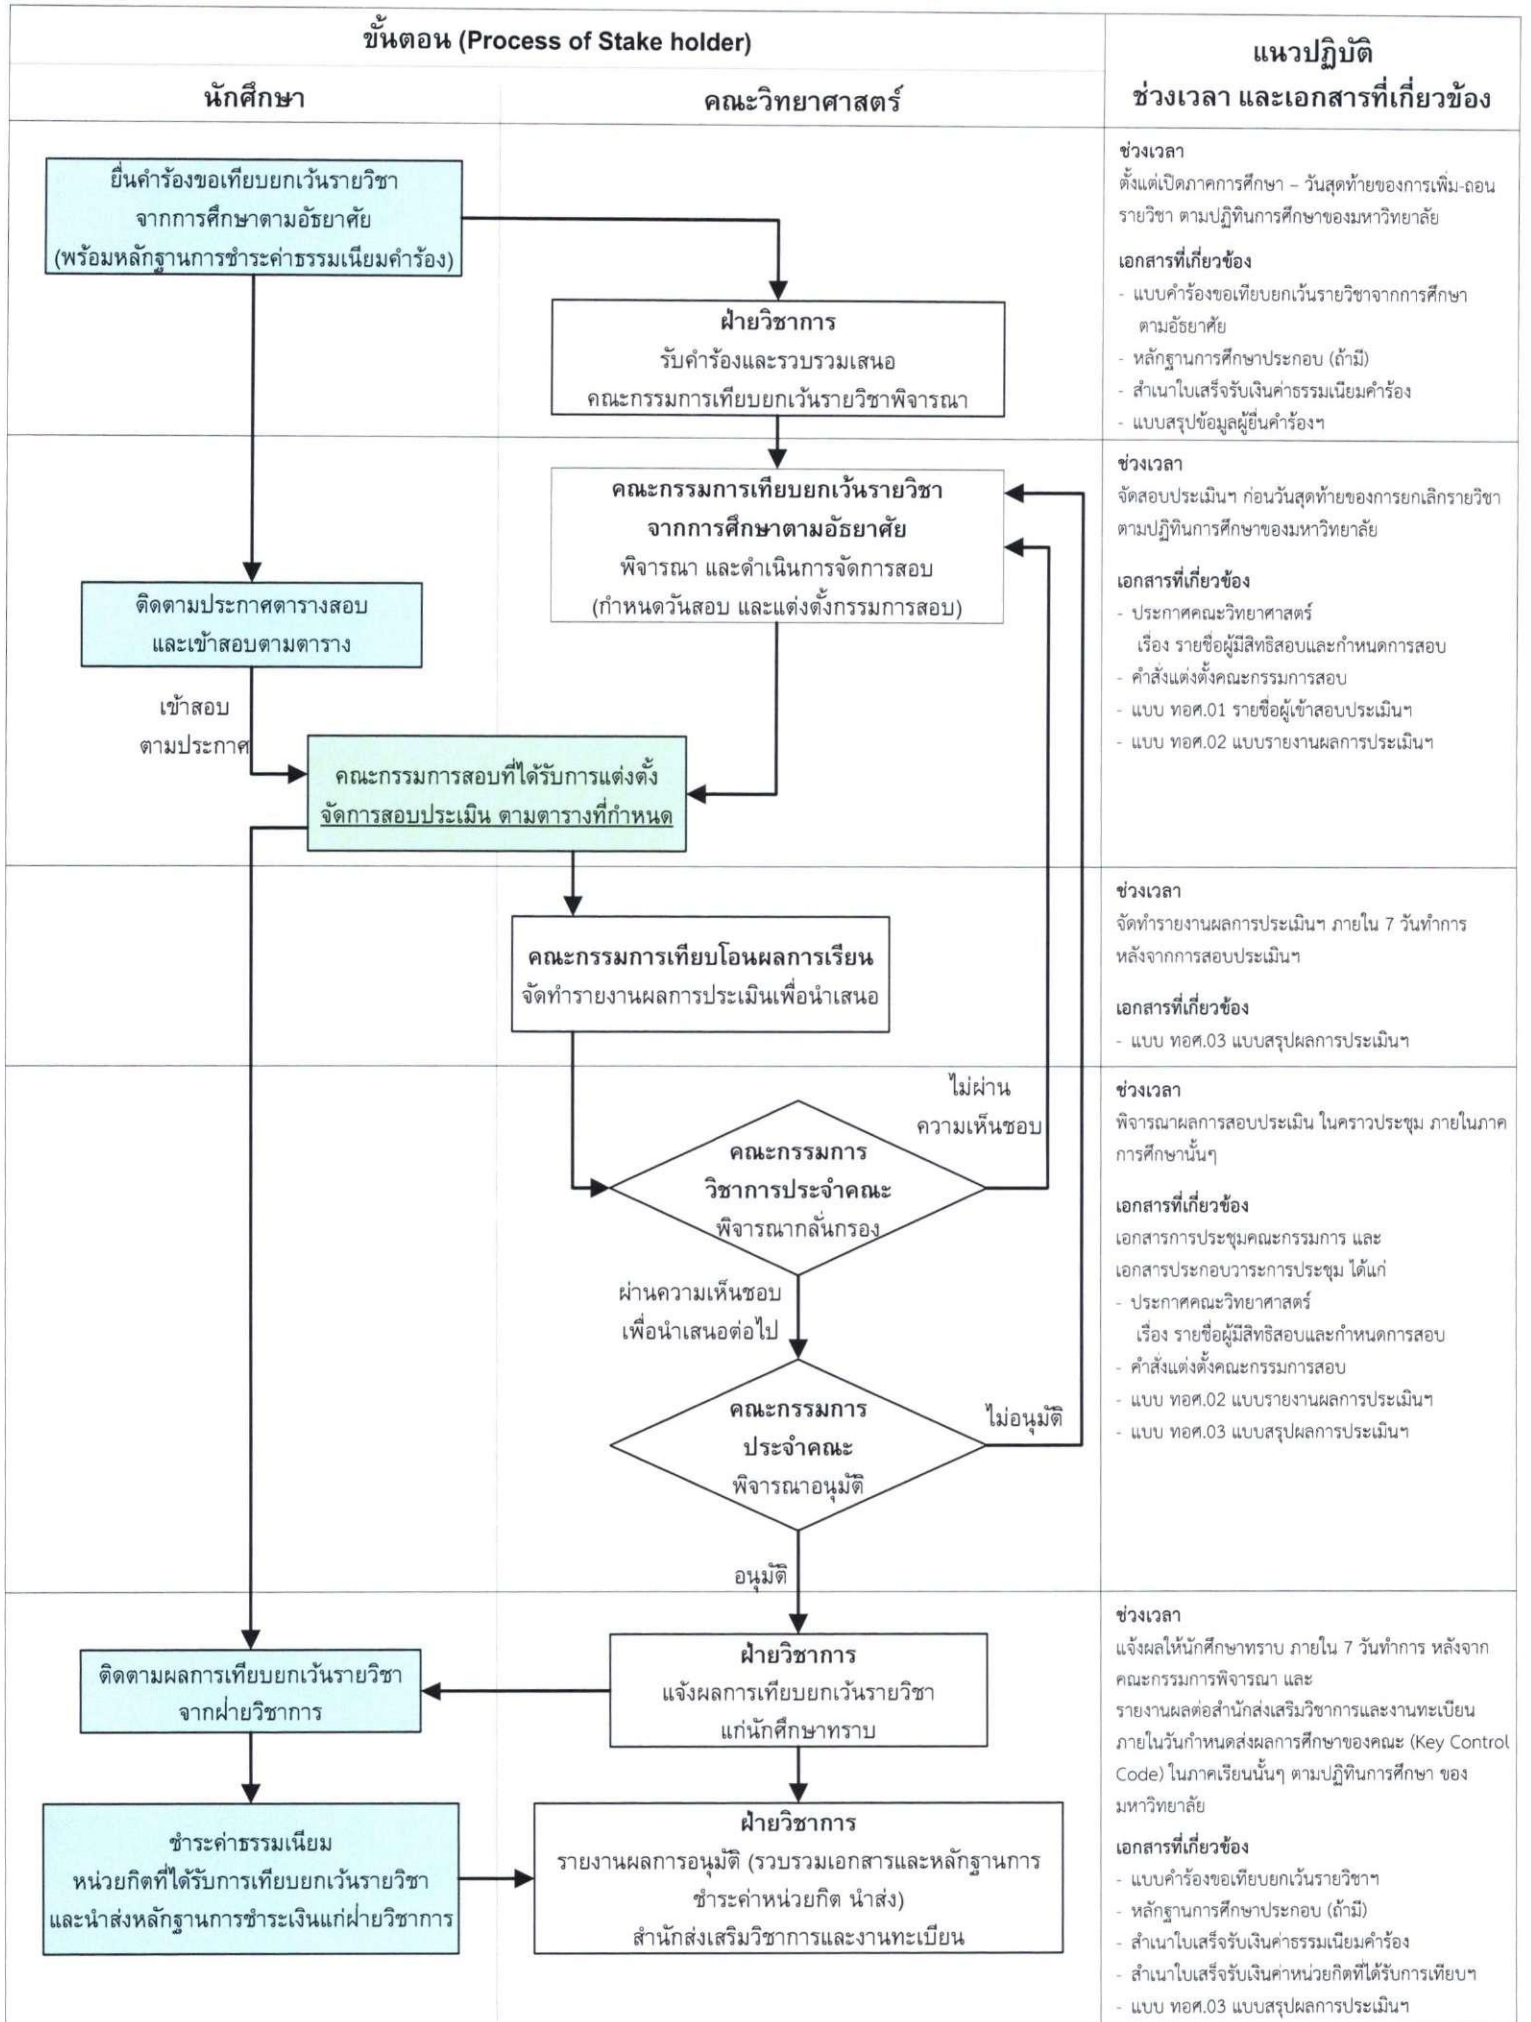 ขั้นตอน (Process of Stake holder)
แนวปฏิบัติ
ช่วงเวลา และเอกสารที่เกี่ยวข้อง
นักศึกษา
คณะวิทยาศาสตร์
ยื่นคำร้องขอเทียบยกเว้นรายวิชา
จากการศึกษาตามอัธยาศัย
(พร้อมหลักฐานการชำระค่าธรรมเนียมคำร้อง)
ฝ่ายวิชาการ
รับคำร้องและรวบรวมเสนอ
คณะกรรมการเทียบยกเว้นรายวิชาพิจารณา
ช่วงเวลา
ตั้งแต่เปิดภาคการศึกษา – วันสุดท้ายของการเพิ่ม-ถอน
รายวิชา ตามปฏิทินการศึกษาของมหาวิทยาลัย
เอกสารที่เกี่ยวข้อง
- แบบคำร้องขอเทียบยกเว้นรายวิชาจากการศึกษา
ตามอัธยาศัย
- หลักฐานการศึกษาประกอบ (ถ้ามี)
- สำเนาใบเสร็จรับเงินค่าธรรมเนียมคำร้อง
- แบบสรุปข้อมูลผู้ยื่นคำร้องฯ
คณะกรรมการเทียบยกเว้นรายวิชา
จากการศึกษาตามอัธยาศัย
พิจารณา และดำเนินการจัดการสอบ
(กำหนดวันสอบ และแต่งตั้งกรรมการสอบ)
ติดตามประกาศตารางสอบ
และเข้าสอบตามตาราง
เข้าสอบ
ตามประกาศ
คณะกรรมการสอบที่ได้รับการแต่งตั้ง
จัดการสอบประเมิน ตามตารางที่กำหนด
ช่วงเวลา
จัดสอบประเมินฯ ก่อนวันสุดท้ายของการยกเลิกรายวิชา
ตามปฏิทินการศึกษาของมหาวิทยาลัย
เอกสารที่เกี่ยวข้อง
- ประกาศคณะวิทยาศาสตร์
เรื่อง รายชื่อผู้มีสิทธิสอบและกำหนดการสอบ
- คำสั่งแต่งตั้งคณะกรรมการสอบ
- แบบ ทอศ.01 รายชื่อผู้เข้าสอบประเมินฯ
- แบบ ทอศ.02 แบบรายงานผลการประเมินฯ
คณะกรรมการเทียบโอนผลการเรียน
จัดทำรายงานผลการประเมินเพื่อนำเสนอ
ช่วงเวลา
จัดทำรายงานผลการประเมินฯ ภายใน 7 วันทำการ
หลังจากการสอบประเมินฯ
เอกสารที่เกี่ยวข้อง
- แบบ ทอศ.03 แบบสรุปผลการประเมินฯ
ไม่ผ่าน
ความเห็นชอบ
คณะกรรมการ
วิชาการประจำคณะ
พิจารณากลั่นกรอง
ผ่านความเห็นชอบ
เพื่อนำเสนอต่อไป
คณะกรรมการ
ประจำคณะ
พิจารณาอนุมัติ
ไม่อนุมัติ
อนุมัติ
ช่วงเวลา
พิจารณาผลการสอบประเมิน ในคราวประชุม ภายในภาค
การศึกษานั้นๆ
เอกสารที่เกี่ยวข้อง
เอกสารการประชุมคณะกรรมการ และ
เอกสารประกอบวาระการประชุม ได้แก่
- ประกาศคณะวิทยาศาสตร์
เรื่อง รายชื่อผู้มีสิทธิสอบและกำหนดการสอบ
- คำสั่งแต่งตั้งคณะกรรมการสอบ
- แบบ ทอศ.02 แบบรายงานผลการประเมินฯ
- แบบ ทอศ.03 แบบสรุปผลการประเมินฯ
ติดตามผลการเทียบยกเว้นรายวิชา
จากฝ่ายวิชาการ
ฝ่ายวิชาการ
แจ้งผลการเทียบยกเว้นรายวิชา
แก่นักศึกษาทราบ
ชำระค่าธรรมเนียม
หน่วยกิตที่ได้รับการเทียบยกเว้นรายวิชา
และนำส่งหลักฐานการชำระเงินแก่ฝ่ายวิชาการ
ฝ่ายวิชาการ
รายงานผลการอนุมัติ (รวบรวมเอกสารและหลักฐานการ
ชำระค่าหน่วยกิต นำส่ง)
สำนักส่งเสริมวิชาการและงานทะเบียน
ช่วงเวลา
แจ้งผลให้นักศึกษาทราบ ภายใน 7 วันทำการ หลังจาก
คณะกรรมการพิจารณา และ
รายงานผลต่อสำนักส่งเสริมวิชาการและงานทะเบียน
ภายในวันกำหนดส่งผลการศึกษาของคณะ (Key Control
Code) ในภาคเรียนนั้นๆ ตามปฏิทินการศึกษา ของ
มหาวิทยาลัย
เอกสารที่เกี่ยวข้อง
- แบบคำร้องขอเทียบยกเว้นรายวิชาฯ
- หลักฐานการศึกษาประกอบ (ถ้ามี)
- สำเนาใบเสร็จรับเงินค่าธรรมเนียมคำร้อง
- สำเนาใบเสร็จรับเงินค่าหน่วยกิตที่ได้รับการเทียบฯ
- แบบ ทอศ.03 แบบสรุปผลการประเมินฯ